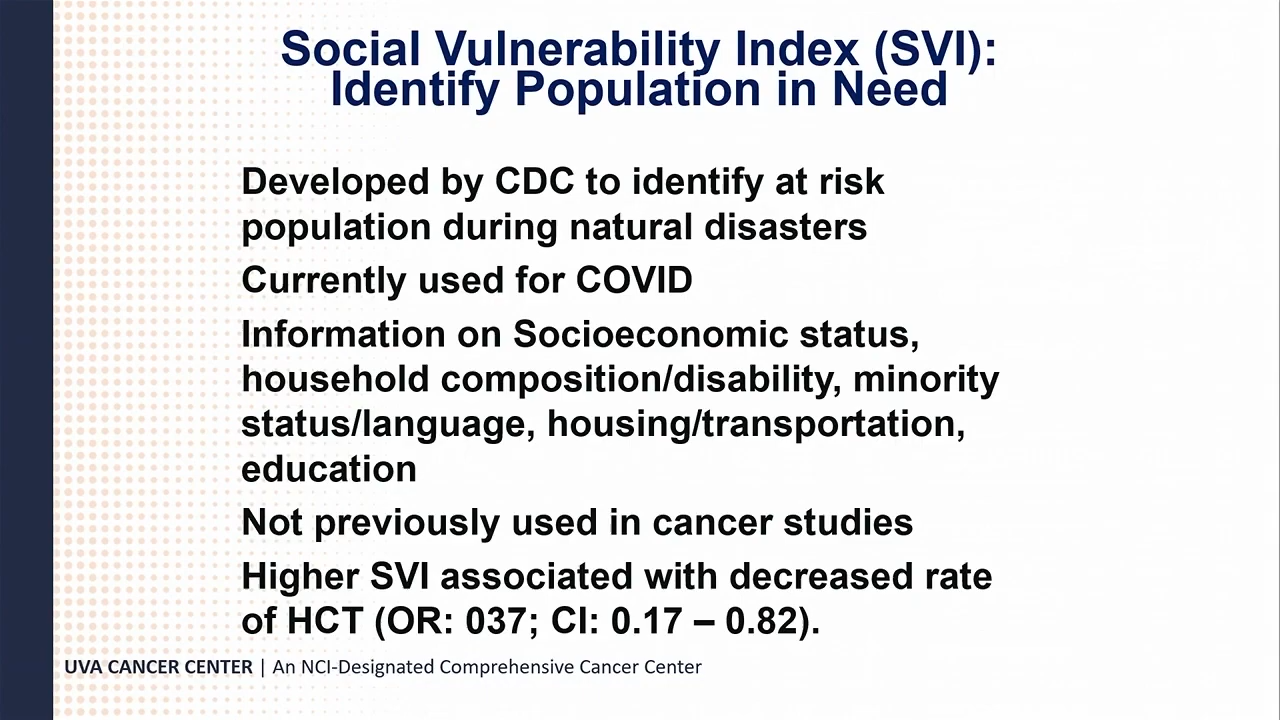 Social Vulnerability Index (SVI):
Identify Population in Need
Developed by CDC to identify at risk
population during natural disasters
Currently used for COVID
Information on Socioeconomic status,
household composition/disability, minority
status/language, housing/transportation,
education
Not previously used in cancer studies
Higher SVI associated with decreased rate
of HCT (OR: 037; CI: 0.17 – 0.82).
UVA CANCER CENTER | An NCI-Designated Comprehensive Cancer Center